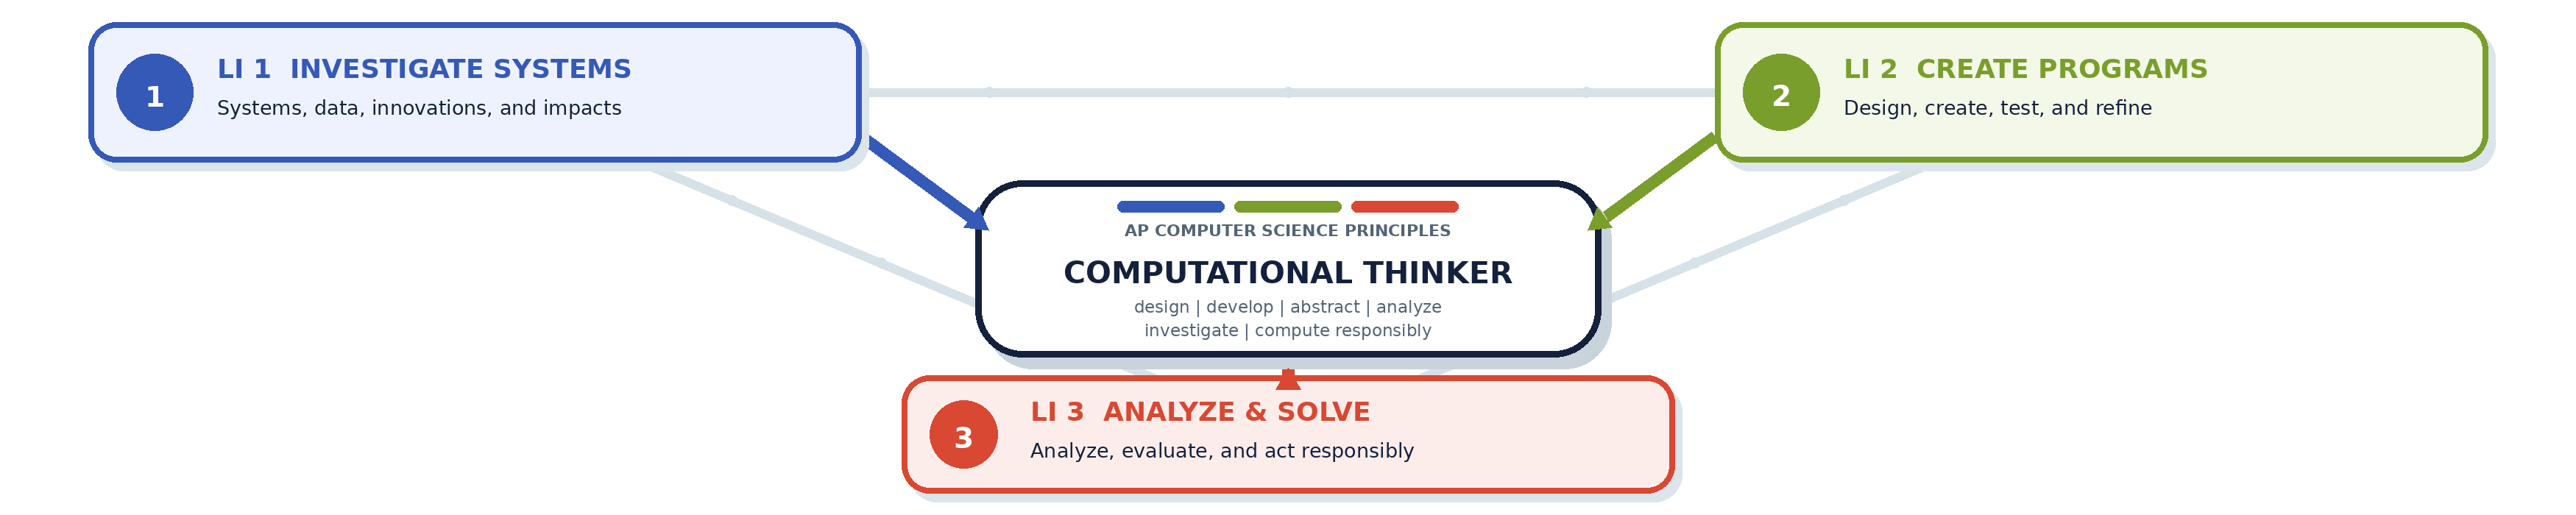 1
LI 1 INVESTIGATE SYSTEMS
Systems, data, innovations, and impacts
2
LI 2 CREATE PROGRAMS
Design, create, test, and refine
AP COMPUTER SCIENCE PRINCIPLES
COMPUTATIONAL THINKER
design | develop | abstract | analyze
investigate | compute responsibly
3
LI 3 ANALYZE & SOLVE
Analyze, evaluate, and act responsibly